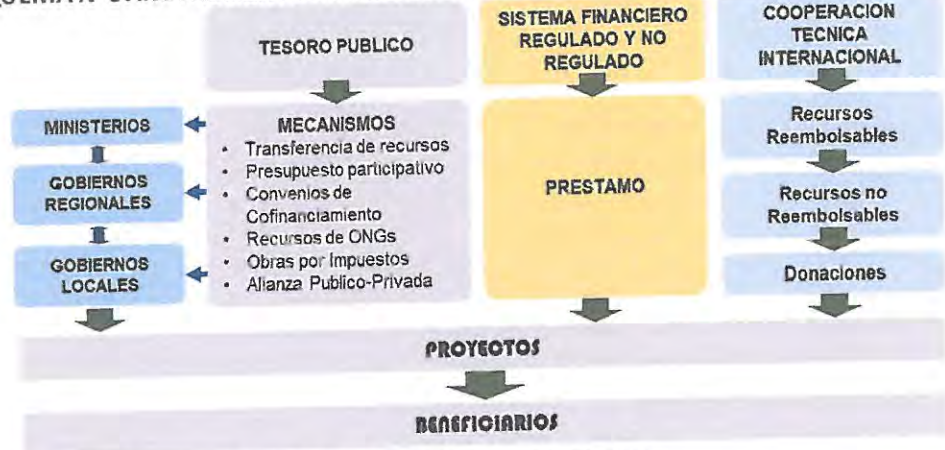 TESORO PUBLICO
SISTEMA FINANCIERO
REGULADO Y NO
REGULADO
COOPERACION
TECNICA
INTERNACIONAL
MINISTERIOS
GOBIERNOS
REGIONALES
GOBIERNOS
LOCALES
MECANISMOS
• Transferencia de recursos
• Presupuesto participativo
• Convenios de
Cofinanciamiento
• Recursos de ONGs
• Obras por Impuestos
• Alianza Publico-Privada
PRESTAMO
Recursos
Reembolsables
Recursos no
Reembolsables
Donaciones
PROYECTOS
BENEFICIARIOS